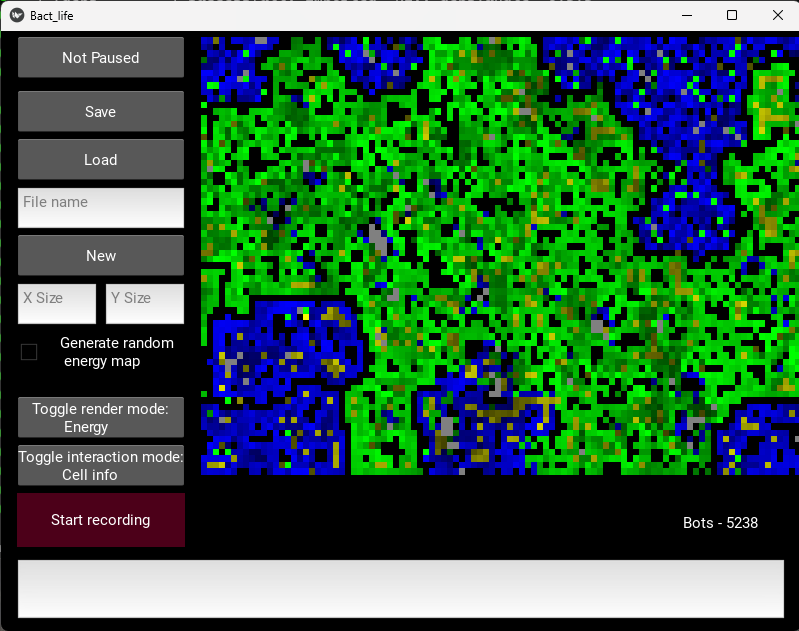 Bact_life
Not Paused
Save
Load
File name
New
X Size
Y Size
Generate random
energy map
Toggle render mode:
Energy
Toggle interaction mode:
Cell info
Start recording
Bots - 5238